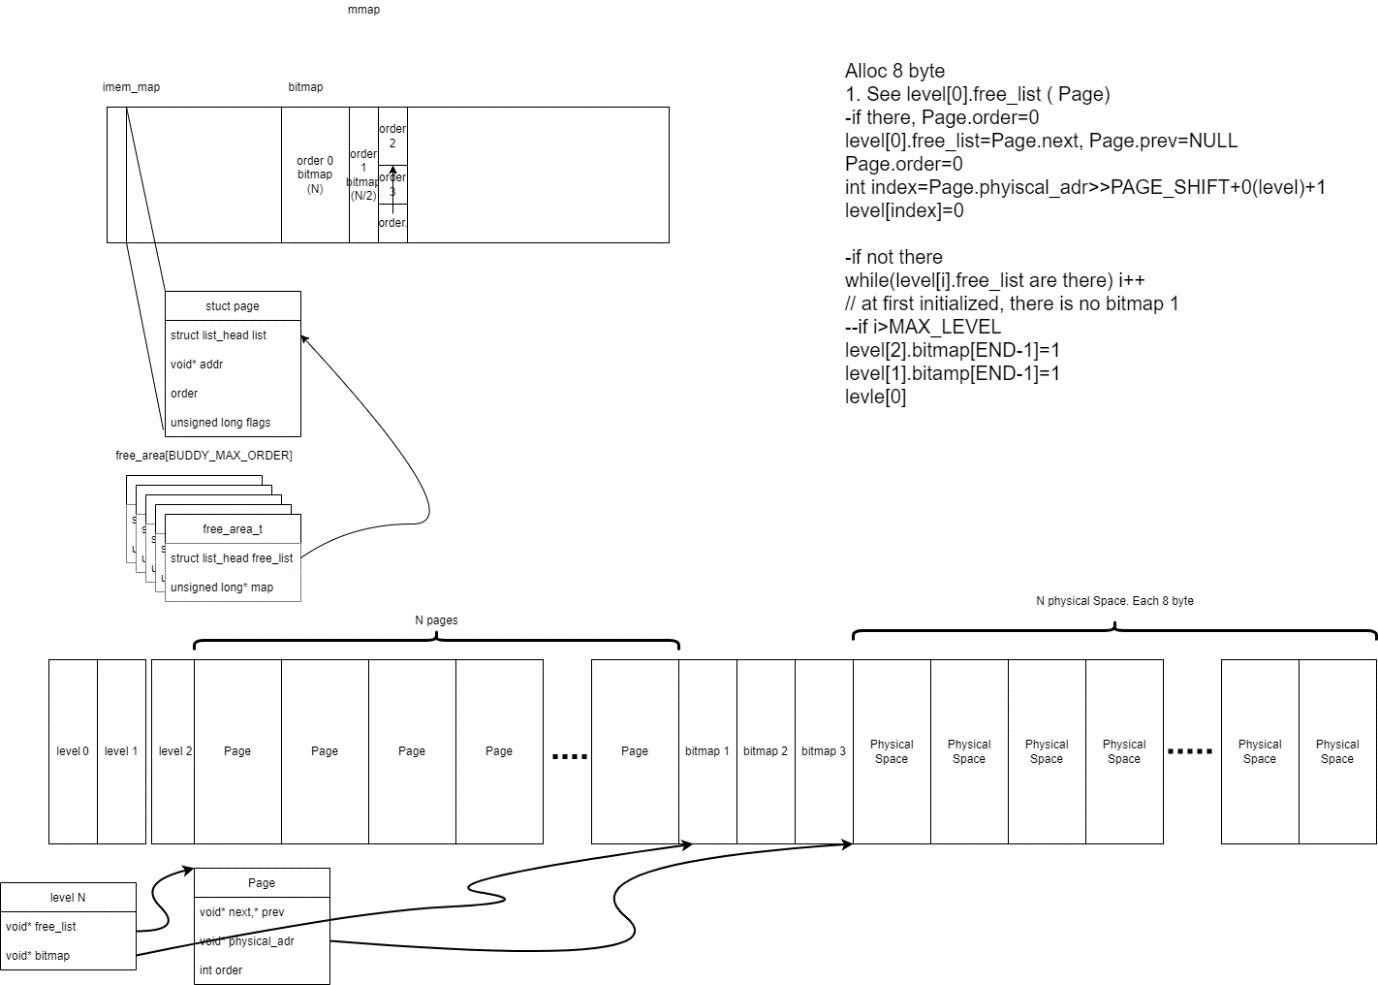 mmap
imem_map
bitmap
order 0
bitmap
(N)
order
1
bitmap
(N/2)
order
2
order
3
order.
stuct page
struct list_head list
void* addr
order
unsigned long flags
free_area[BUDDY_MAX_ORDER]
free_area_t
struct list_head free_list
unsigned long* map
Alloc 8 byte
1. See level[0].free_list ( Page)
-if there, Page.order=0
level[0].free_list=Page.next, Page.prev=NULL
Page.order=0
int index=Page.phyiscal_adr>>PAGE_SHIFT+0(level)+1
level[index]=0
-if not there
while(level[i].free_list are there) i++
// at first initialized, there is no bitmap 1
--if i>MAX_LEVEL
level[2].bitmap[END-1]=1
level[1].bitamp[END-1]=1
levle[0]
N pages
N physical Space. Each 8 byte
level 0
level 1
level 2
Page
Page
Page
Page
Page
bitmap 1
bitmap 2
bitmap 3
Physical
Space
Physical
Space
Physical
Space
Physical
Space
Physical
Space
Physical
Space
level N
void* free_list
void* bitmap
Page
void* next,* prev
void* physical_adr
int order